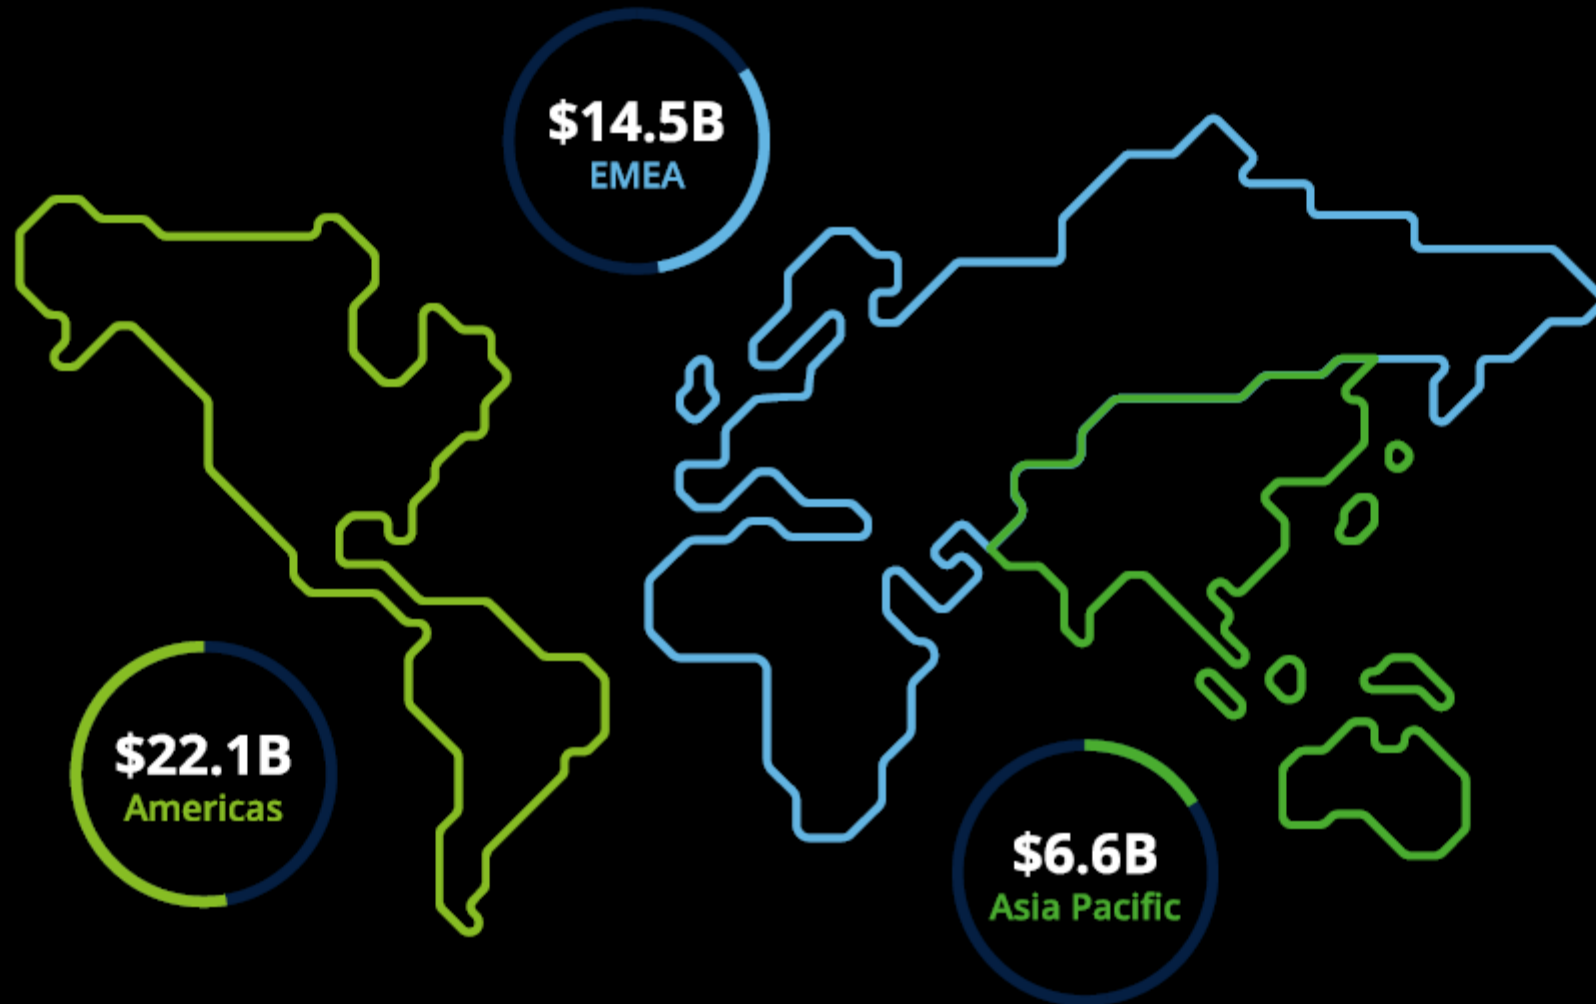 $14.5B
EMEA
$22.1B
Americas
$6.6B
Asia Pacific